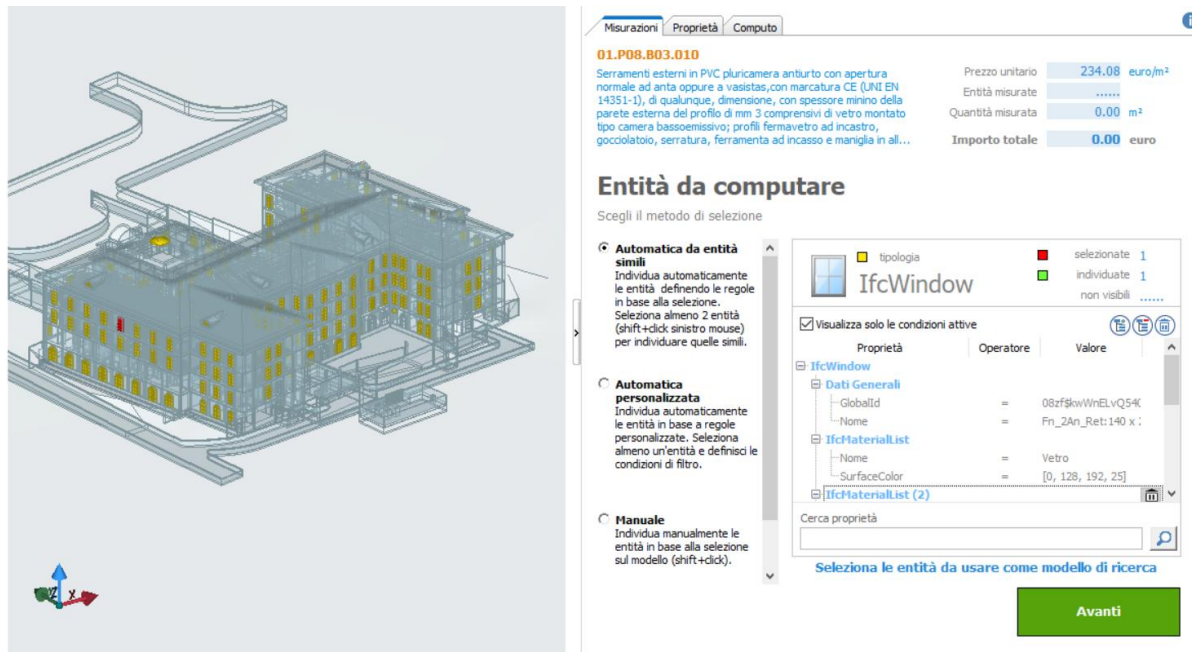 Misurazioni Proprietà Computo
01.P08.B03.010
Serramenti esterni in PVC pluricamera antiurto con apertura
normale ad anta oppure a vasistas,con marcatura CE (UNI EN
14351-1), di qualunque, dimensione, con spessore minino della
parete esterna del profilo di mm 3 comprensivi di vetro montato
tipo camera bassoemissivo; profili fermavetro ad incastro,
gocciolatoio, serratura, ferramenta ad incasso e maniglia in all...
Prezzo unitario 234.08 euro/m²
Entità misurate ......
Quantità misurata 0.00 m²
Importo totale 0.00 euro
Entità da computare
Scegli il metodo di selezione
Automatica da entità
simili
Individua automaticamente
le entità definendo le regole
in base alla selezione.
Seleziona almeno 2 entità
(shift+click sinistro mouse)
per individuare quelle simili.
Automatica
personalizzata
Individua automaticamente
le entità in base a regole
personalizzate. Seleziona
almeno un'entità e definisci le
condizioni di filtro.
Manuale
Individua manualmente le
entità in base alla selezione
sul modello (shift+click).
tipologia
IfcWindow
selezionate 1
individuate 1
non visibili ......
Visualizza solo le condizioni attive
Proprietà Operatore Valore
IfcWindow
Dati Generali
GlobalId = 08zf$kwWnELvQ54(
Nome = Fn_2An_Ret:140 x
IfcMaterialList
Nome = Vetro
SurfaceColor = [0, 128, 192, 25]
IfcMaterialList (2)
Cerca proprietà
Seleziona le entità da usare come modello di ricerca
Avanti
Z X